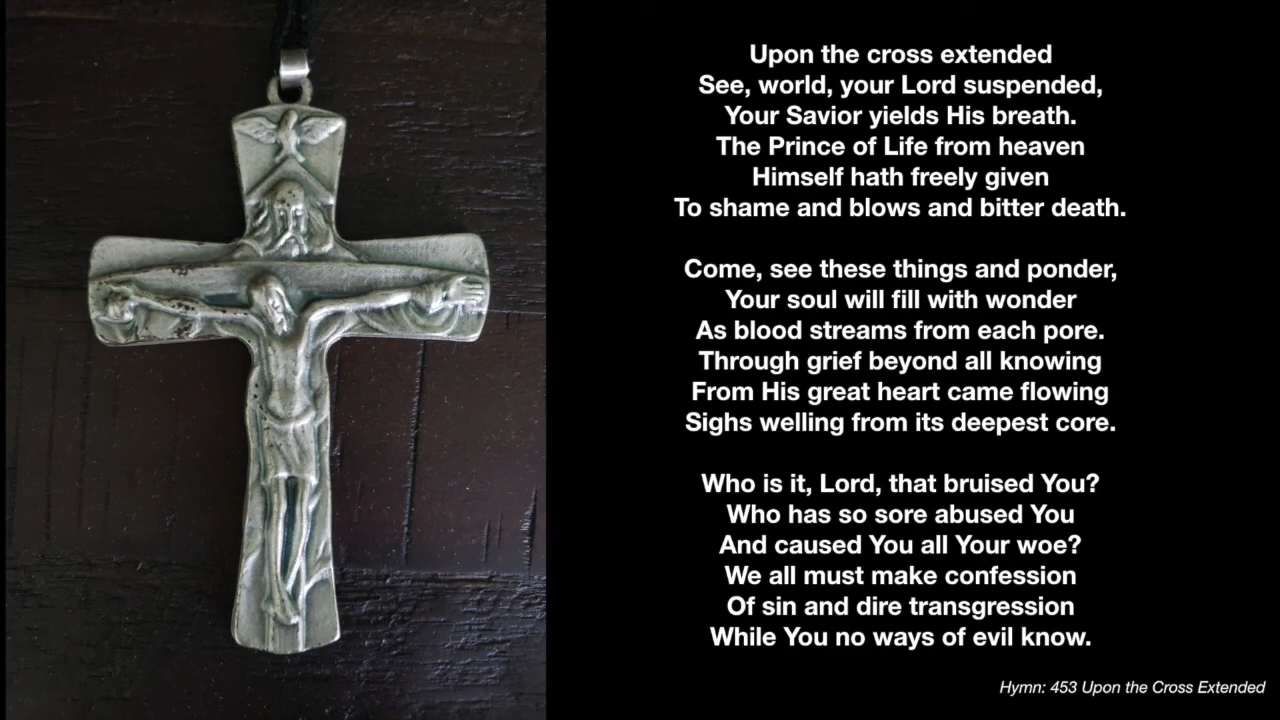 Upon the cross extended
See, world, your Lord suspended,
Your Savior yields His breath.
The Prince of Life from heaven
Himself hath freely given
To shame and blows and bitter death.
Come, see these things and ponder,
Your soul will fill with wonder
As blood streams from each pore.
Through grief beyond all knowing
From His great heart came flowing
Sighs welling from its deepest core.
Who is it, Lord, that bruised You?
Who has so sore abused You
And caused You all Your woe?
We all must make confession
Of sin and dire transgression
While You no ways of evil know.
Hymn: 453 Upon the Cross Extended